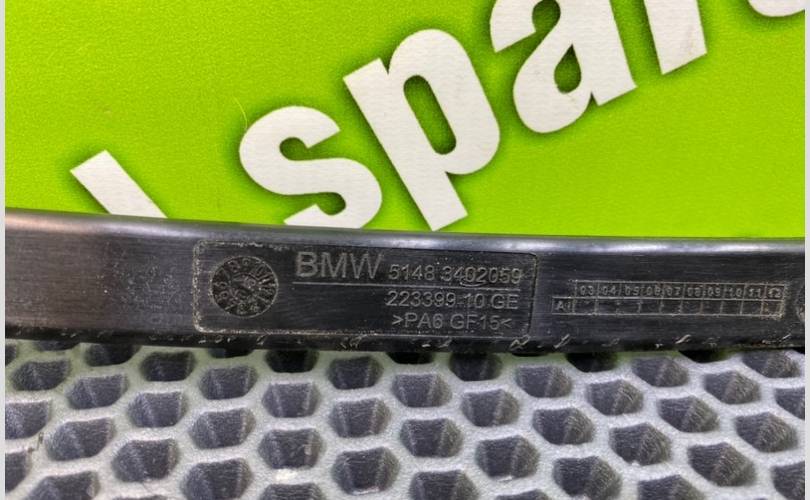 spar
BMW 5148 3402059
223399-10 GE
>PA6 GF15<
03 04 05 06 07 08 09 10 11 12
A